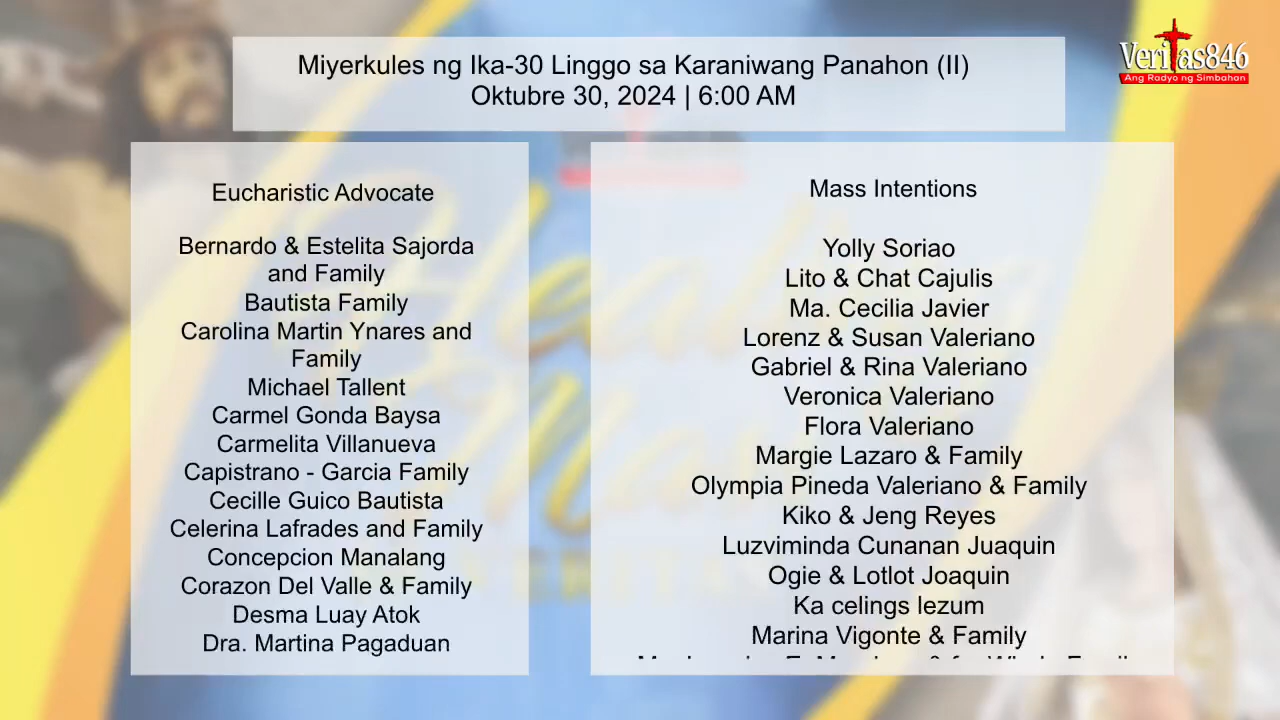 Miyerkules ng Ika-30 Linggo sa Karaniwang Panahon (II)
Oktubre 30, 2024 | 6:00 AM
Veritas846
Ang Radyo ng Simbahan
Eucharistic Advocate
Bernardo & Estelita Sajorda
and Family
Bautista Family
Carolina Martin Ynares and
Family
Michael Tallent
Carmel Gonda Baysa
Carmelita Villanueva
Capistrano - Garcia Family
Cecille Guico Bautista
Celerina Lafrades and Family
Concepcion Manalang
Corazon Del Valle & Family
Desma Luay Atok
Dra. Martina Pagaduan
Mass Intentions
Yolly Soriao
Lito & Chat Cajulis
Ma. Cecilia Javier
Lorenz & Susan Valeriano
Gabriel & Rina Valeriano
Veronica Valeriano
Flora Valeriano
Margie Lazaro & Family
Olympia Pineda Valeriano & Family
Kiko & Jeng Reyes
Luzviminda Cunanan Juaquin
Ogie & Lotlot Joaquin
Ka celings lezum
Marina Vigonte & Family